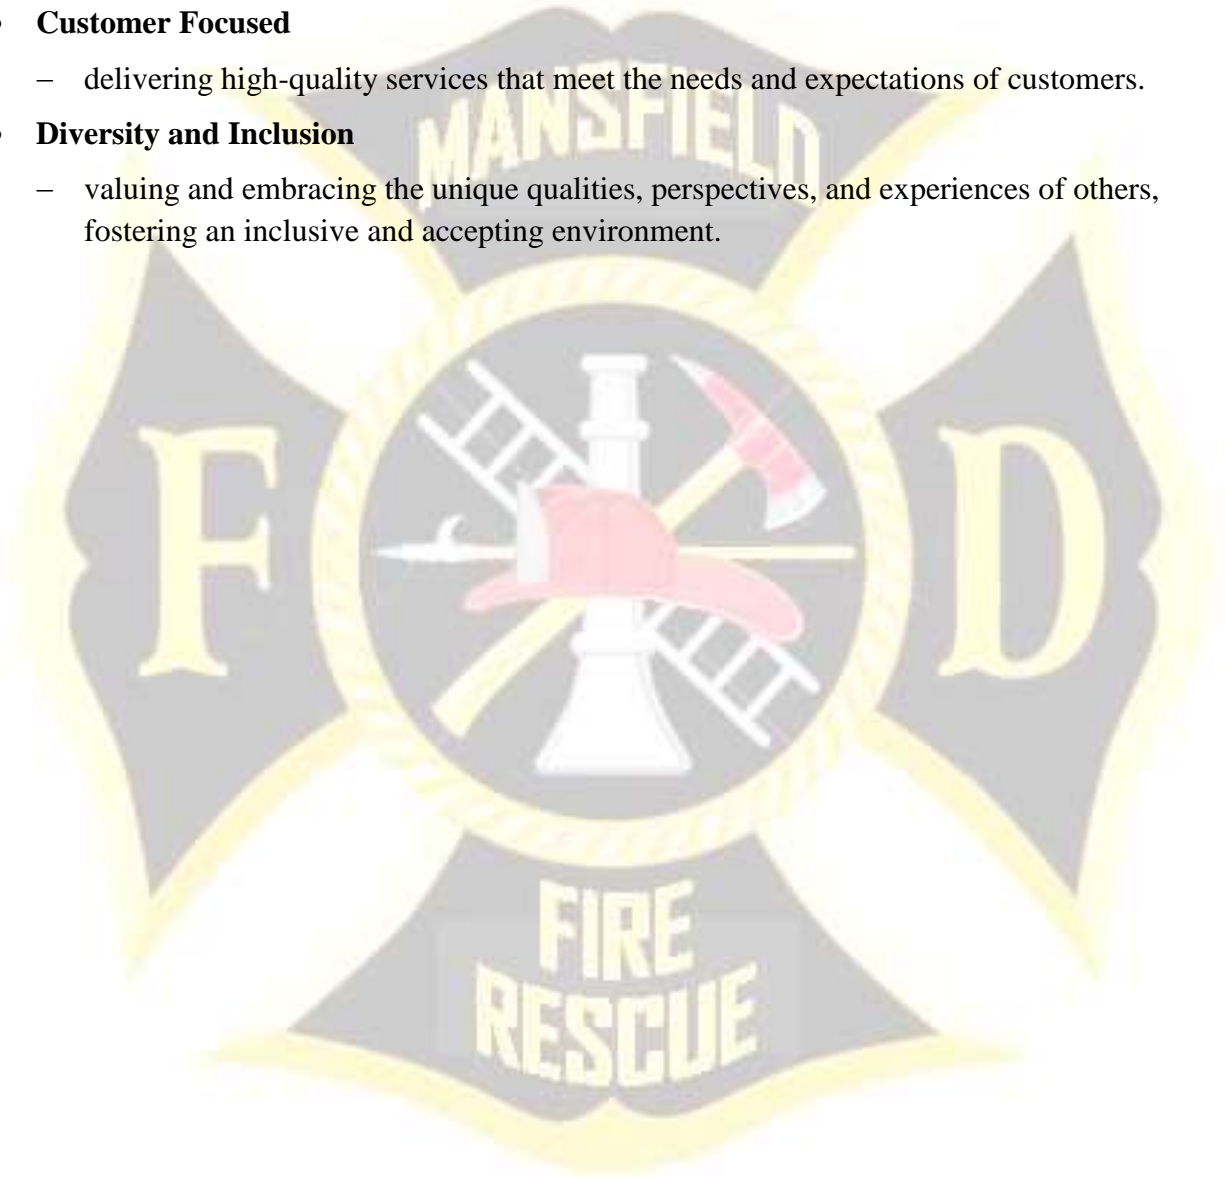 • Customer Focused
– delivering high-quality services that meet the needs and expectations of customers.
MANSFIELD
• Diversity and Inclusion
– valuing and embracing the unique qualities, perspectives, and experiences of others,
fostering an inclusive and accepting environment.
F D
FIRE
RESCUE